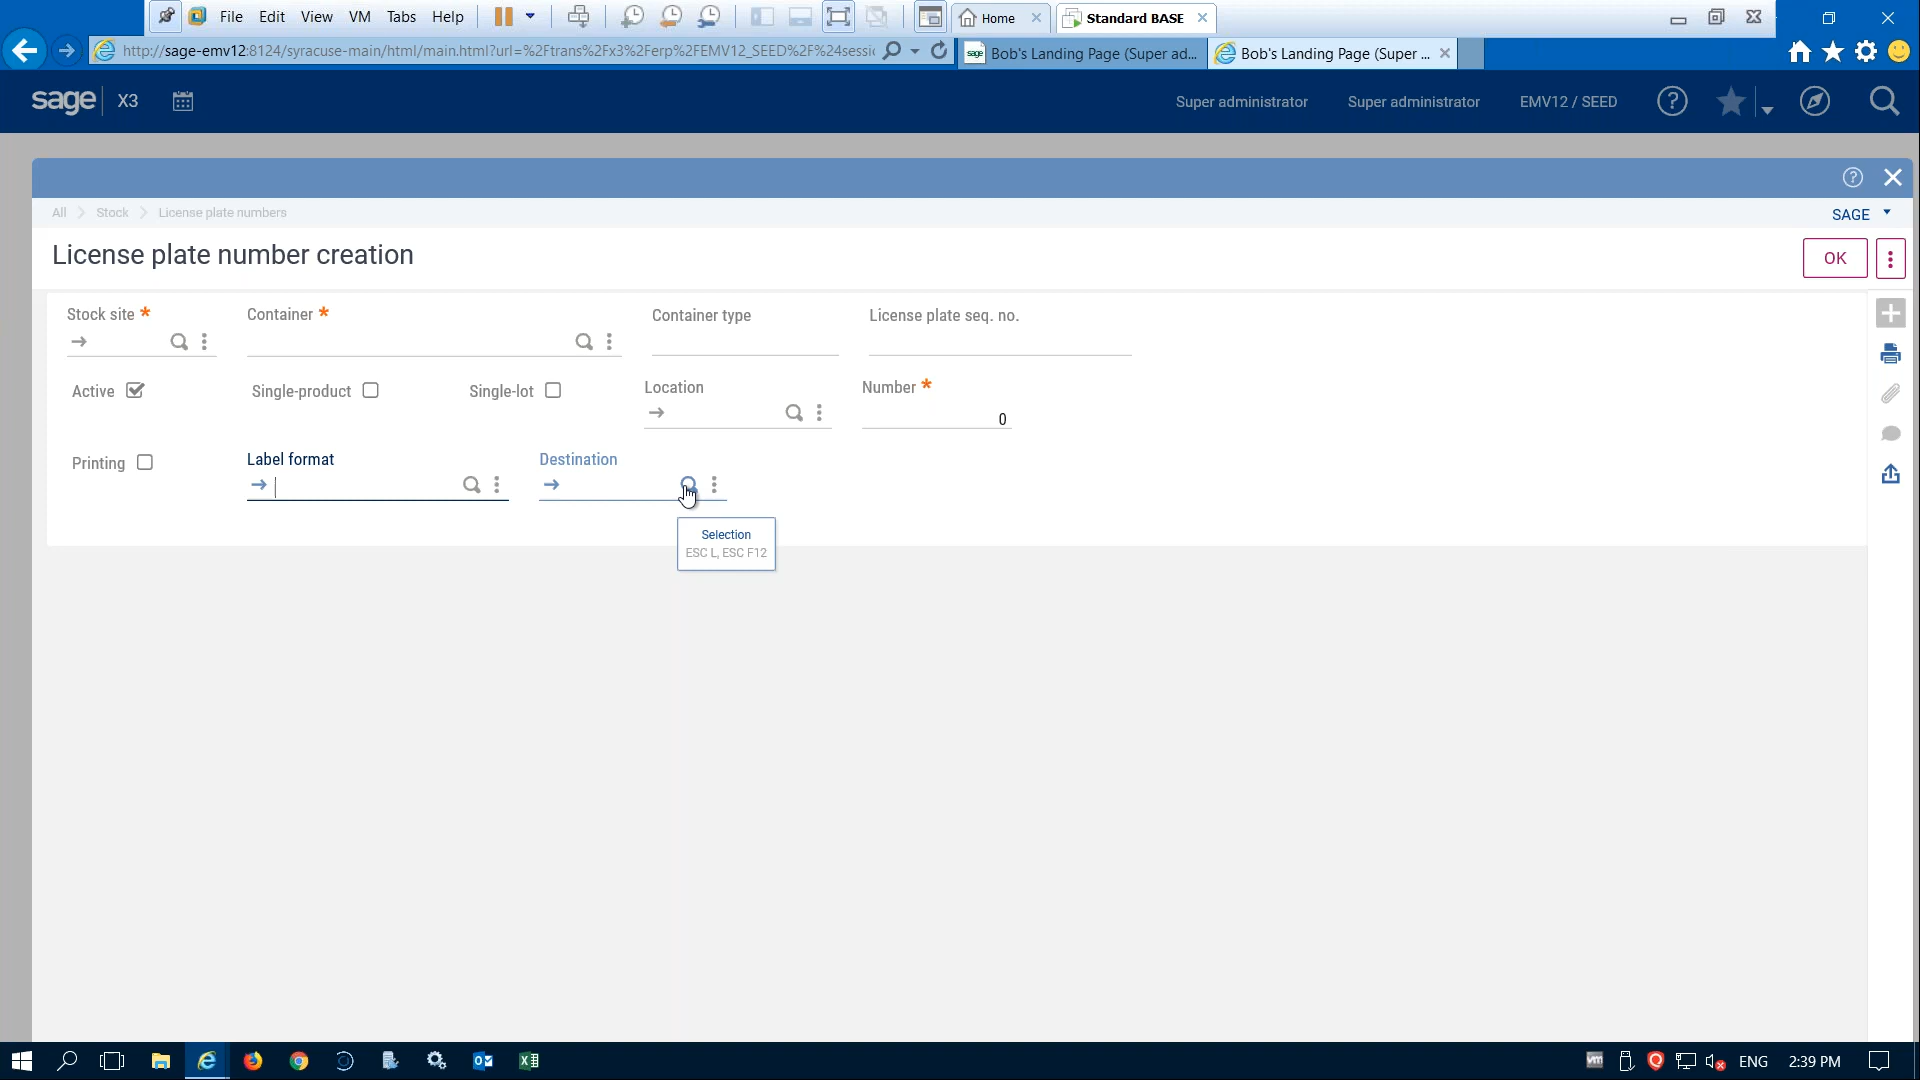 File Edit View VM Tabs Help Home Standard BASE
http://sage-emv12:8124/syracuse-main/html/main.html?url=%2Ftrans%2Fx3%2Ferp%2FEMV12_SEED%2F%24sessi
sage Bob's Landing Page (Super ad... Bob's Landing Page (Super ...
sage X3 Super administrator Super administrator EMV12 / SEED
All Stock License plate numbers SAGE
License plate number creation OK
Stock site * Container * Container type License plate seq. no.
Active Single-product Single-lot Location Number *
0
Printing Label format Destination
Selection
ESC L, ESC F12
vm ENG 2:39 PM